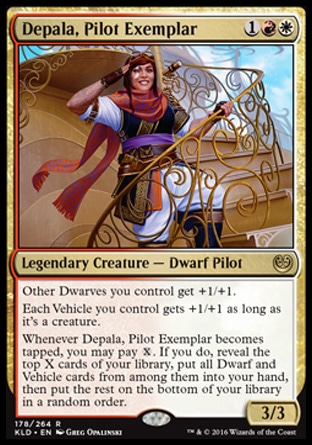 Depala, Pilot Exemplar 1
Legendary Creature — Dwarf Pilot
Other Dwarves you control get +1/+1.
Each Vehicle you control gets +1/+1 as long as
it's a creature.
Whenever Depala, Pilot Exemplar becomes
tapped, you may pay X. If you do, reveal the
top X cards of your library, put all Dwarf and
Vehicle cards from among them into your hand,
then put the rest on the bottom of your library
in a random order.
3/3
178/264 R
KLD • EN Greg Opalinski
™ & © 2016 Wizards of the Coast